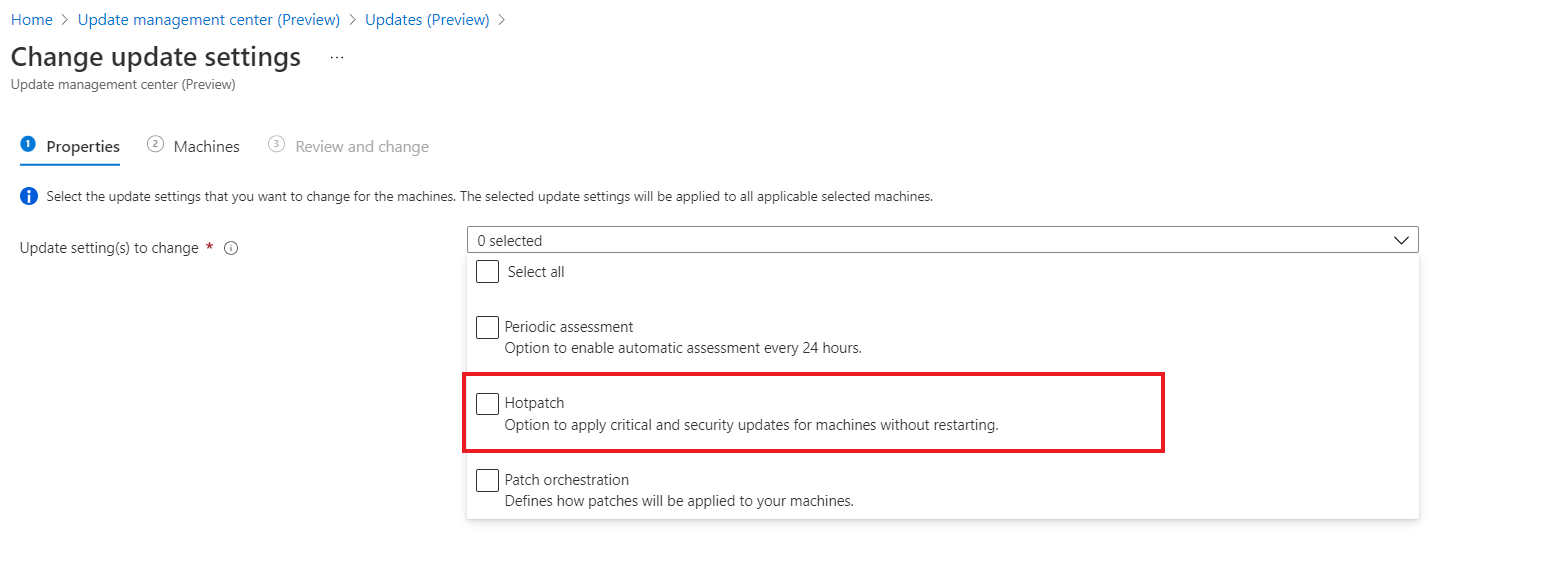 Home > Update management center (Preview) > Updates (Preview) >
Change update settings ...
Update management center (Preview)
1 Properties 2 Machines 3 Review and change
Select the update settings that you want to change for the machines. The selected update settings will be applied to all applicable selected machines.
Update setting(s) to change *
0 selected
Select all
Periodic assessment
Option to enable automatic assessment every 24 hours.
Hotpatch
Option to apply critical and security updates for machines without restarting.
Patch orchestration
Defines how patches will be applied to your machines.